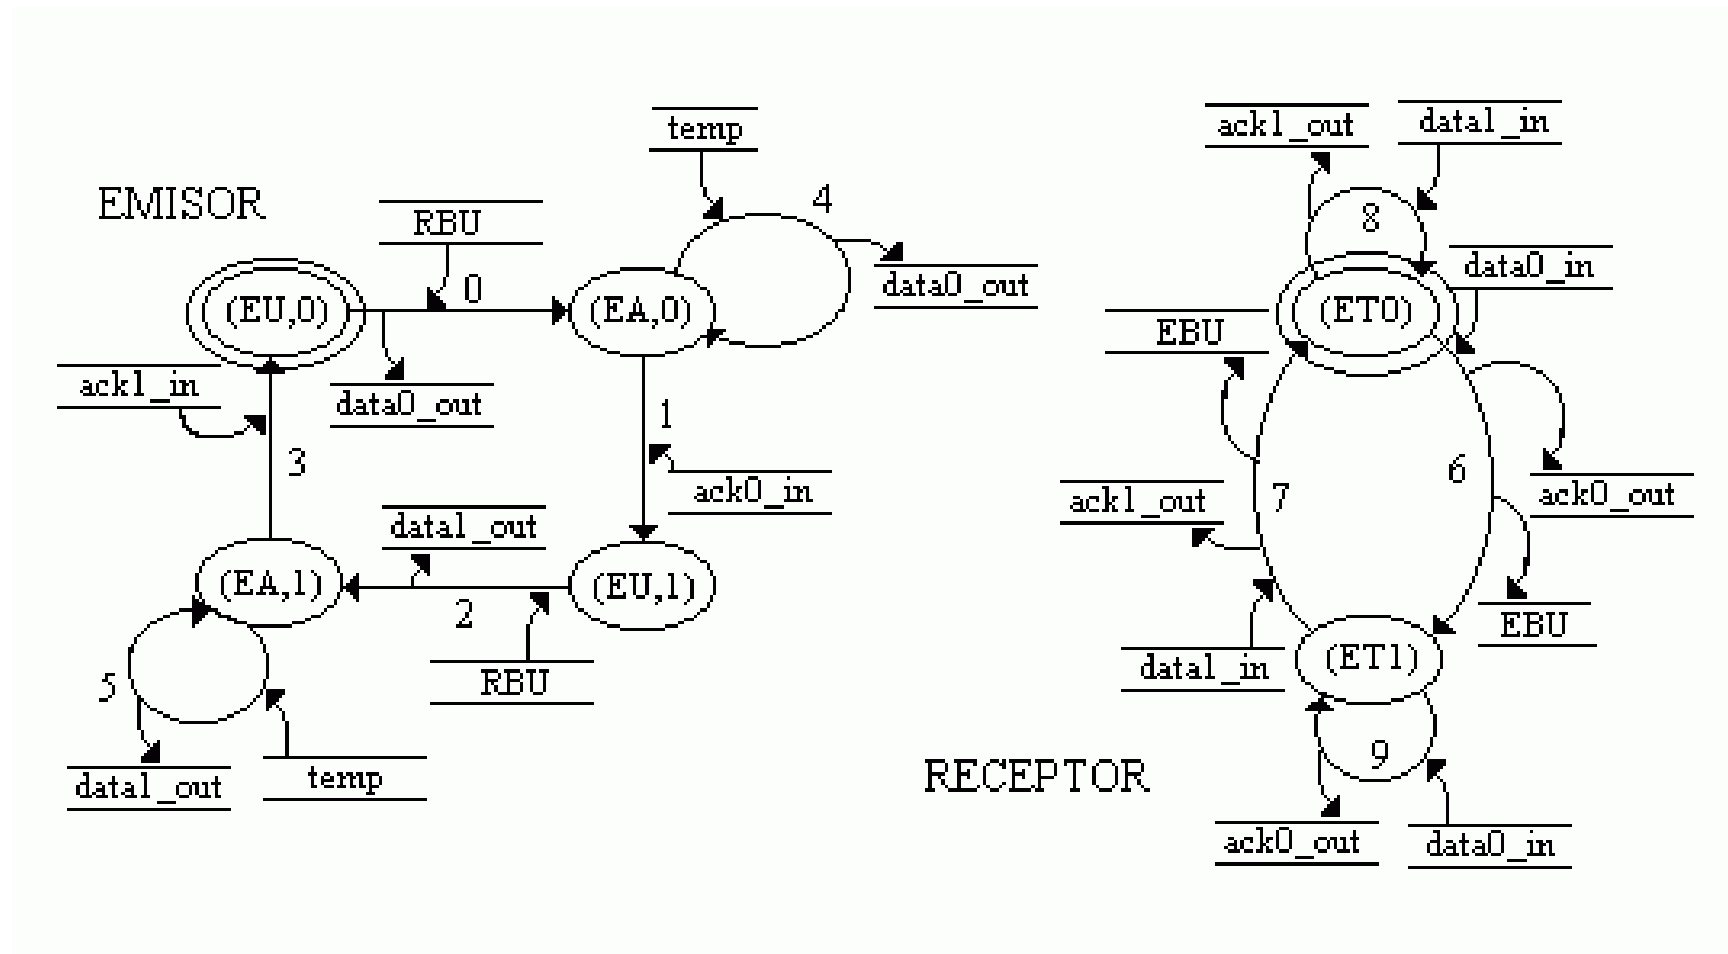 EMISOR
RBU
temp
4
(EU,0)
0
(EA,0)
data0_out
data0_out
ack1_in
3
1
ack0_in
data1_out
(EA,1)
2
(EU,1)
RBU
5
data1_out
temp
RECEPTOR
ack1_out
data1_in
8
data0_in
(ET0)
EBU
7
6
ack1_out
ack0_out
EBU
data1_in
(ET1)
9
ack0_out
data0_in